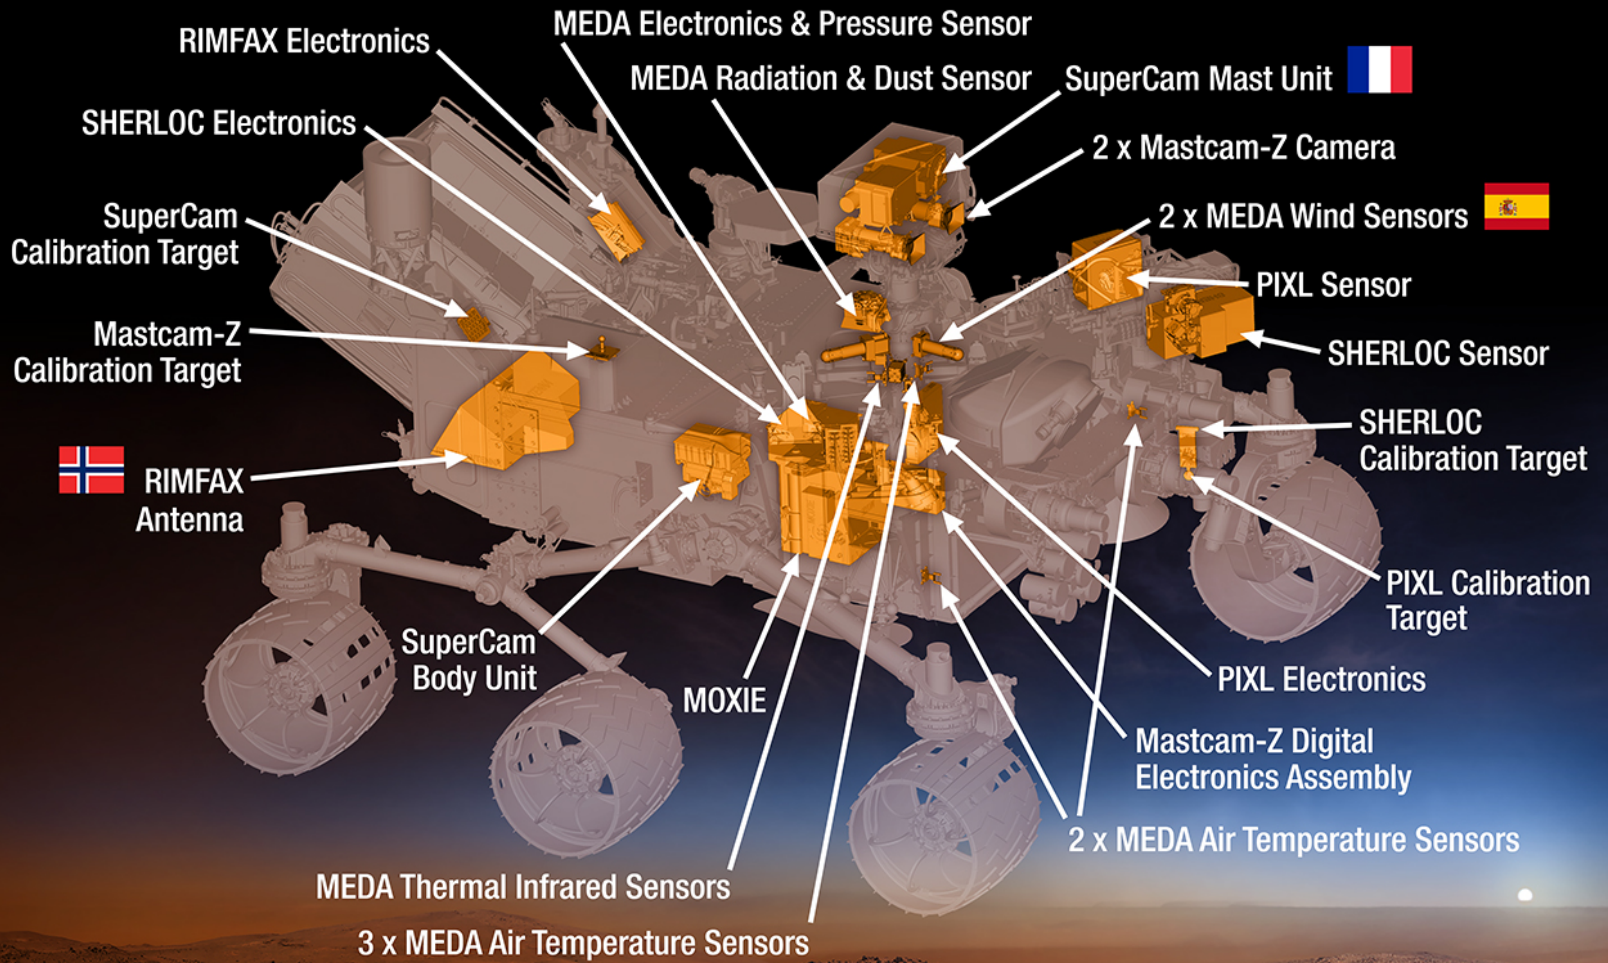 MEDA Electronics & Pressure Sensor
RIMFAX Electronics
MEDA Radiation & Dust Sensor
SuperCam Mast Unit
SHERLOC Electronics
2 x Mastcam-Z Camera
SuperCam
Calibration Target
2 x MEDA Wind Sensors
PIXL Sensor
Mastcam-Z
Calibration Target
SHERLOC Sensor
SHERLOC
Calibration Target
RIMFAX
Antenna
PIXL Calibration
Target
SuperCam
Body Unit
MOXIE
PIXL Electronics
Mastcam-Z Digital
Electronics Assembly
2 x MEDA Air Temperature Sensors
MEDA Thermal Infrared Sensors
3 x MEDA Air Temperature Sensors